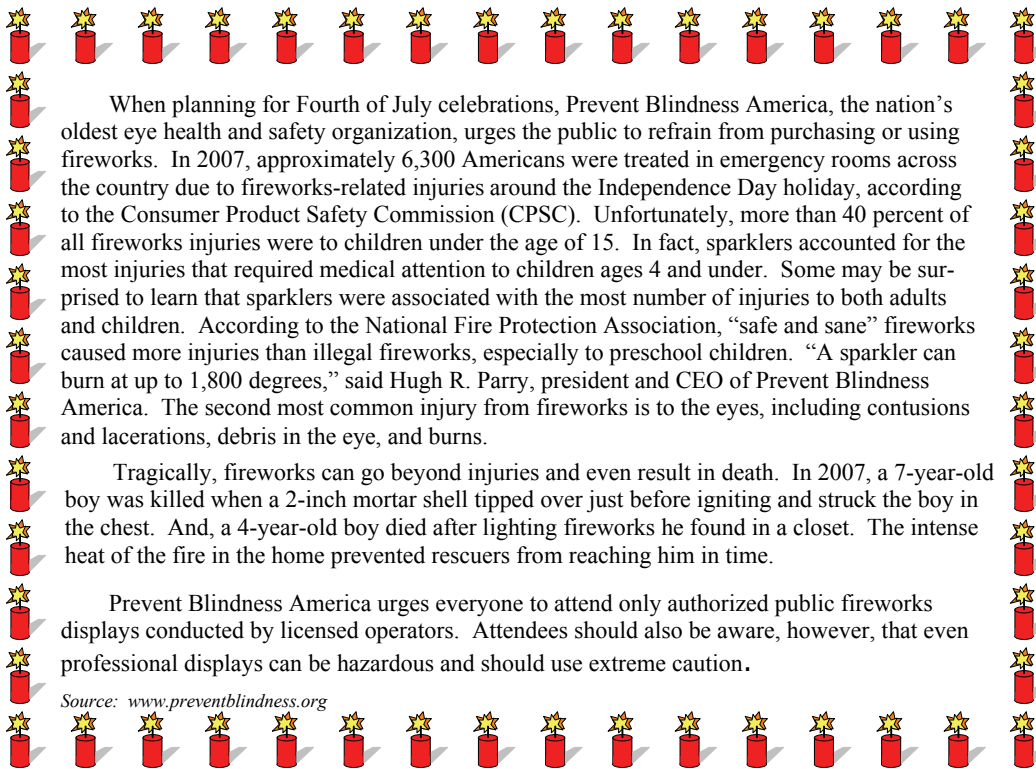 When planning for Fourth of July celebrations, Prevent Blindness America, the nation’s
oldest eye health and safety organization, urges the public to refrain from purchasing or using
fireworks.  In 2007, approximately 6,300 Americans were treated in emergency rooms across
the country due to fireworks-related injuries around the Independence Day holiday, according
to the Consumer Product Safety Commission (CPSC).  Unfortunately, more than 40 percent of
all fireworks injuries were to children under the age of 15.  In fact, sparklers accounted for the
most injuries that required medical attention to children ages 4 and under.  Some may be sur-
prised to learn that sparklers were associated with the most number of injuries to both adults
and children.  According to the National Fire Protection Association, “safe and sane” fireworks
caused more injuries than illegal fireworks, especially to preschool children.  “A sparkler can
burn at up to 1,800 degrees,” said Hugh R. Parry, president and CEO of Prevent Blindness
America.  The second most common injury from fireworks is to the eyes, including contusions
and lacerations, debris in the eye, and burns.
Tragically, fireworks can go beyond injuries and even result in death.  In 2007, a 7-year-old
boy was killed when a 2-inch mortar shell tipped over just before igniting and struck the boy in
the chest.  And, a 4-year-old boy died after lighting fireworks he found in a closet.  The intense
heat of the fire in the home prevented rescuers from reaching him in time.
Prevent Blindness America urges everyone to attend only authorized public fireworks
displays conducted by licensed operators.  Attendees should also be aware, however, that even
professional displays can be hazardous and should use extreme caution.
Source:  www.preventblindness.org